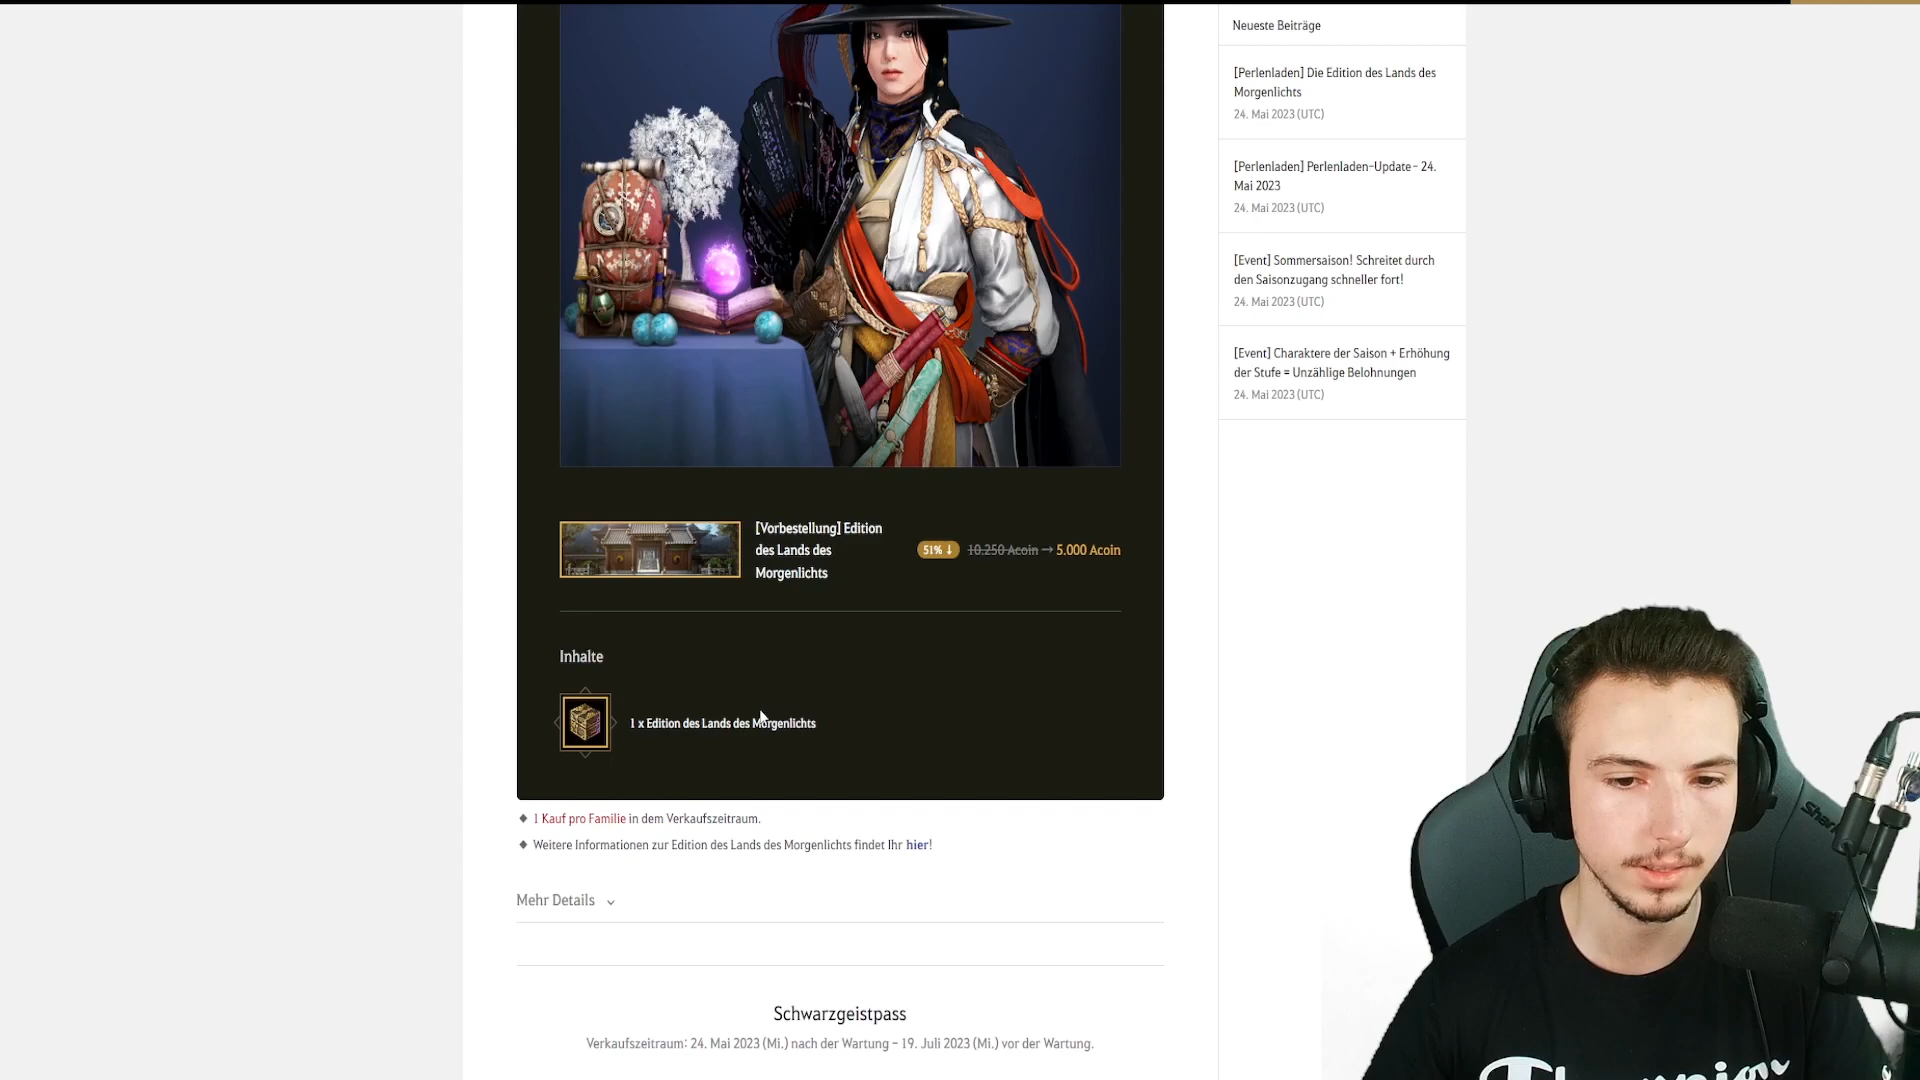 [Vorbestellung] Edition
des Lands des
Morgenlichts
51% ↓ 10.250 Acoin → 5.000 Acoin
Inhalte
1 x Edition des Lands des Morgenlichts
◆ 1 Kauf pro Familie in dem Verkaufszeitraum.
◆ Weitere Informationen zur Edition des Lands des Morgenlichts findet Ihr hier!
Mehr Details
Schwarzgeistpass
Verkaufszeitraum: 24. Mai 2023 (Mi.) nach der Wartung – 19. Juli 2023 (Mi.) vor der Wartung.
Neueste Beiträge
[Perlenladen] Die Edition des Lands des
Morgenlichts
24. Mai 2023 (UTC)
[Perlenladen] Perlenladen-Update – 24.
Mai 2023
24. Mai 2023 (UTC)
[Event] Sommersaison! Schreitet durch
den Saisonzugang schneller fort!
24. Mai 2023 (UTC)
[Event] Charaktere der Saison + Erhöhung
der Stufe = Unzählige Belohnungen
24. Mai 2023 (UTC)